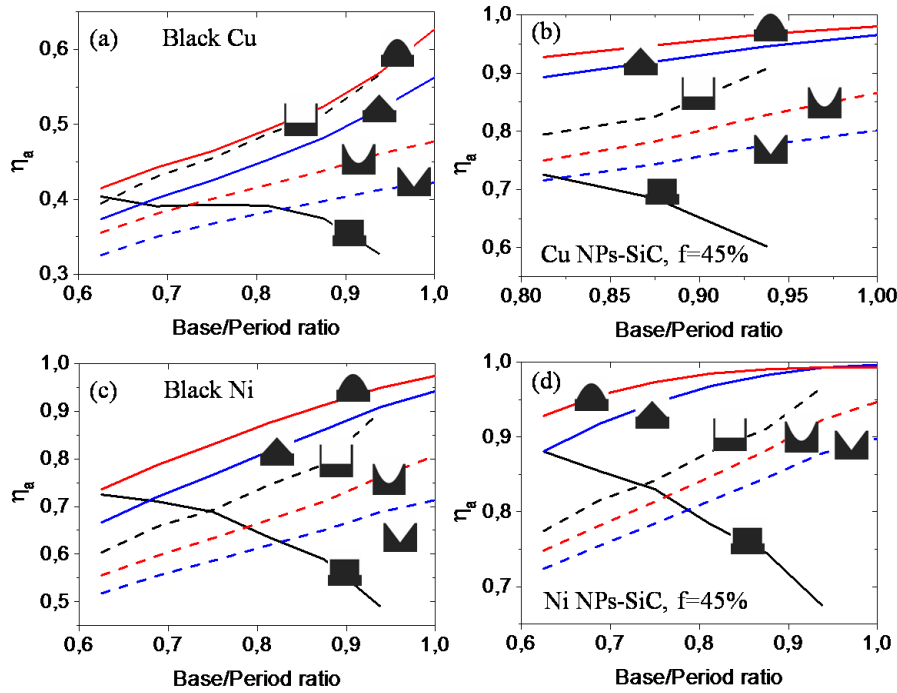 (a) Black Cu
0,6
0,5
0,4
0,3
ηa
0,6 0,7 0,8 0,9 1,0
Base/Period ratio
(b)
1,0
0,9
0,8
0,7
0,6
ηa
Cu NPs-SiC, f=45%
0,80 0,85 0,90 0,95 1,00
Base/Period ratio
(c) Black Ni
1,0
0,9
0,8
0,7
0,6
0,5
ηa
0,6 0,7 0,8 0,9 1,0
Base/Period ratio
(d)
1,0
0,9
0,8
0,7
ηa
Ni NPs-SiC, f=45%
0,6 0,7 0,8 0,9 1,0
Base/Period ratio